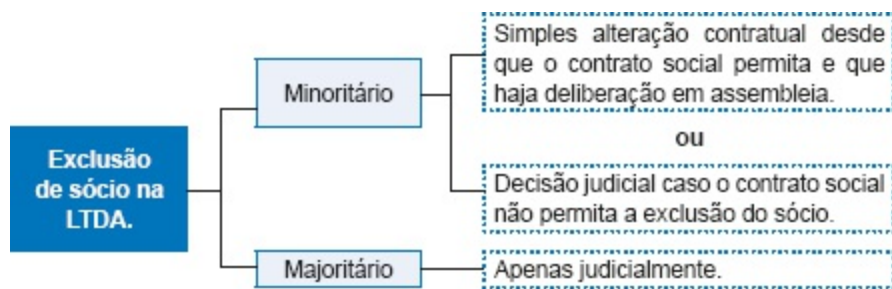 Exclusão
de sócio na
LTDA.
Minoritário
Simples alteração contratual desde
que o contrato social permita e que
haja deliberação em assembleia.
ou
Decisão judicial caso o contrato social
não permita a exclusão do sócio.
Majoritário
Apenas judicialmente.